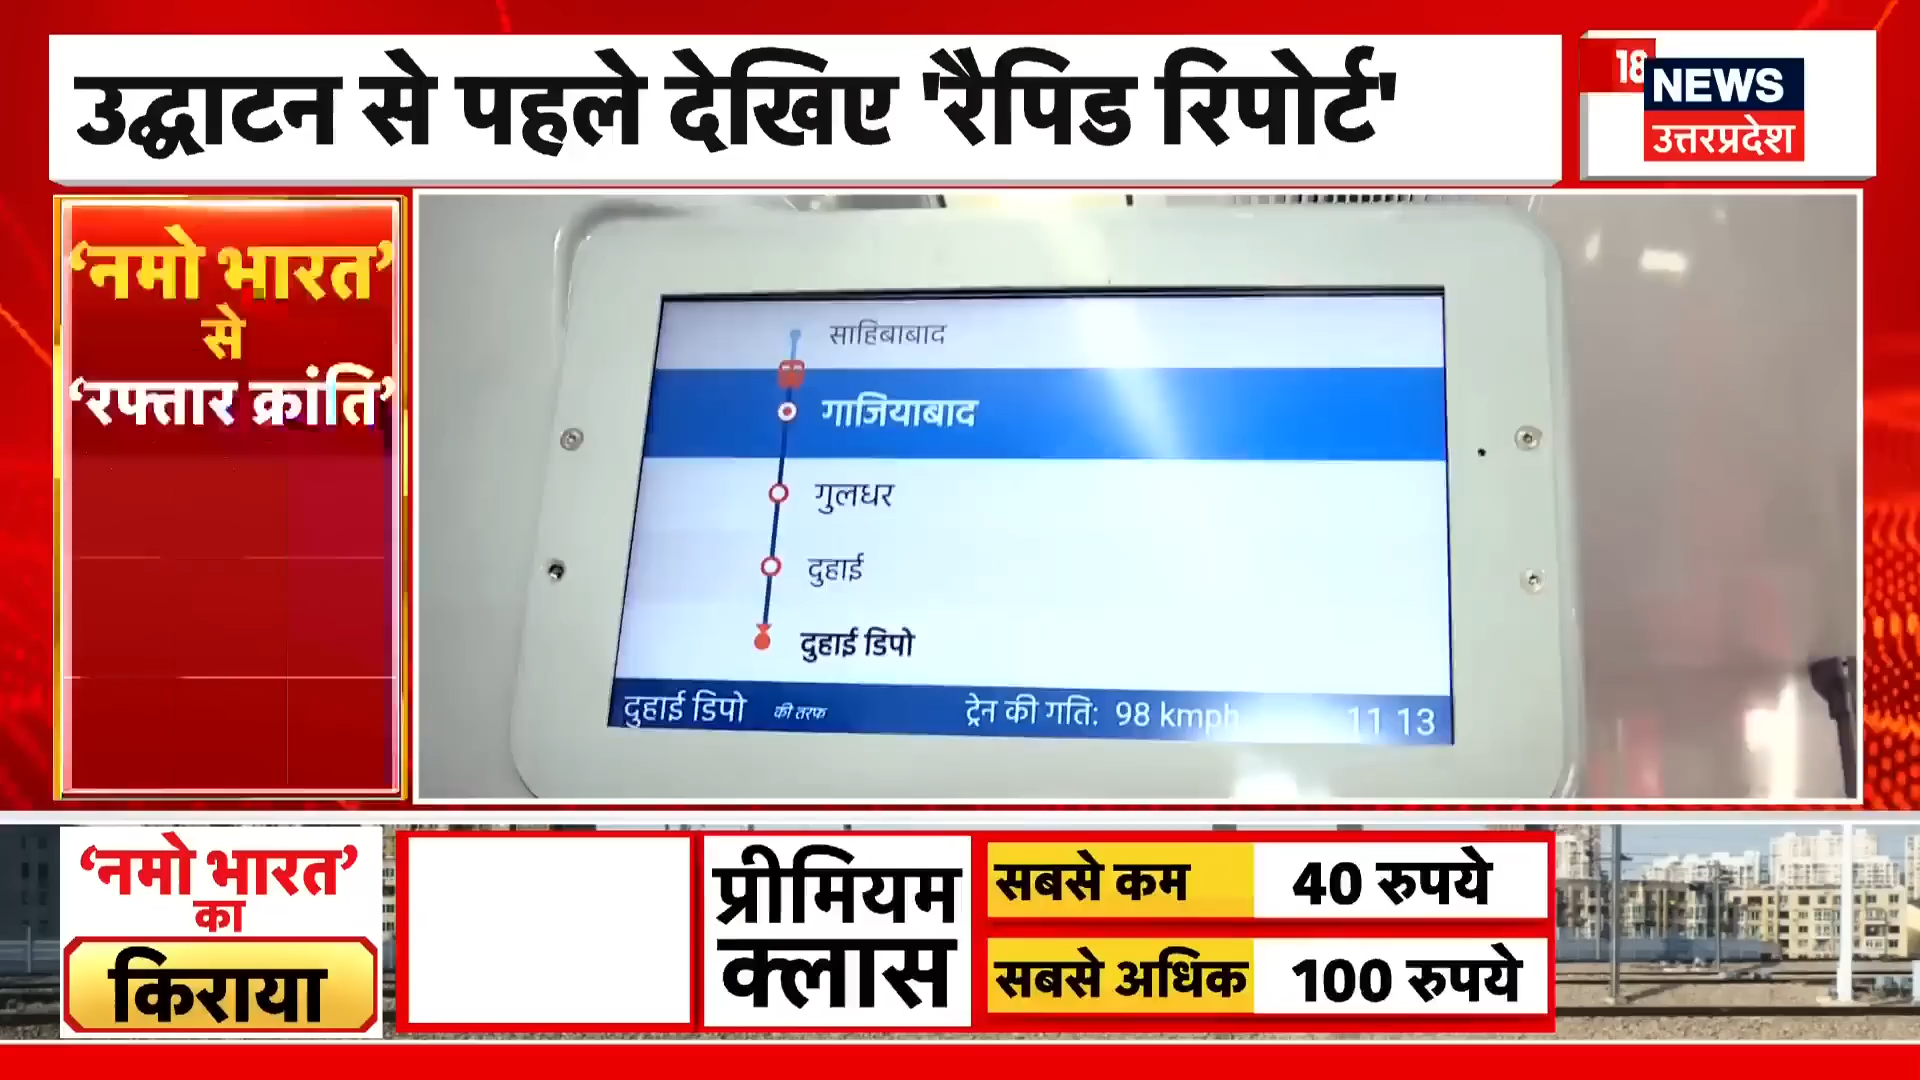 उद्घाटन से पहले देखिए 'रैपिड रिपोर्ट'
18
NEWS
उत्तरप्रदेश
‘नमो भारत’
से
‘रफ्तार क्रांति’
साहिबाबाद
गाजियाबाद
गुलधर
दुहाई
दुहाई डिपो
दुहाई डिपो की तरफ ट्रेन की गति: 98 kmph 11 13
‘नमो भारत’
का
किराया
प्रीमियम
क्लास
सबसे कम 40 रुपये
सबसे अधिक 100 रुपये